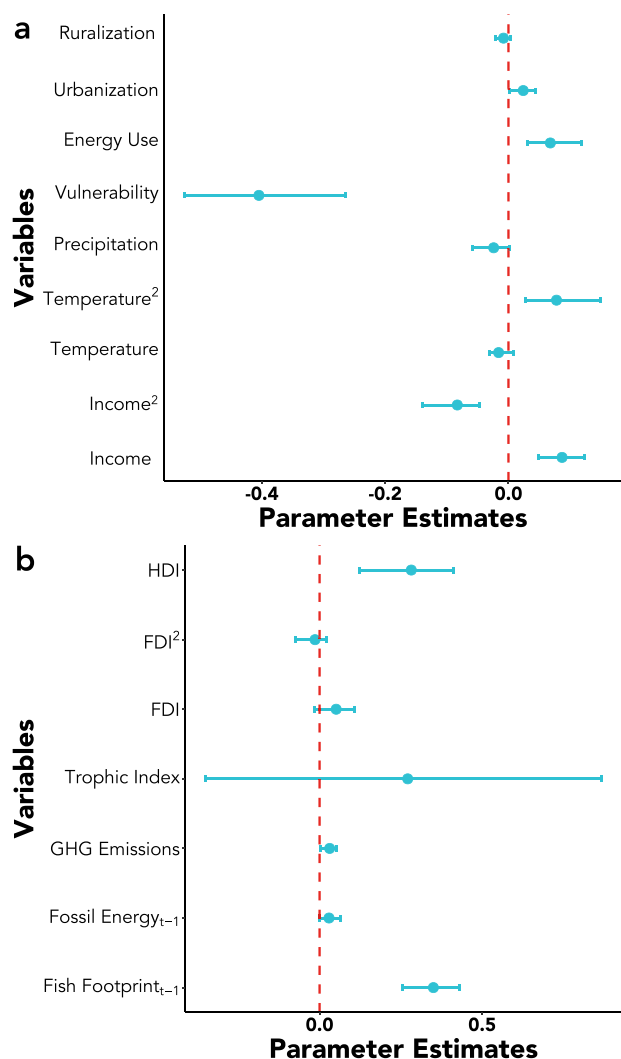 a
Variables
Ruralization
Urbanization
Energy Use
Vulnerability
Precipitation
Temperature²
Temperature
Income²
Income
-0.4 -0.2 0.0
Parameter Estimates
b
Variables
HDI
FDI²
FDI
Trophic Index
GHG Emissions
Fossil Energyₜ₋₁
Fish Footprintₜ₋₁
0.0 0.5
Parameter Estimates